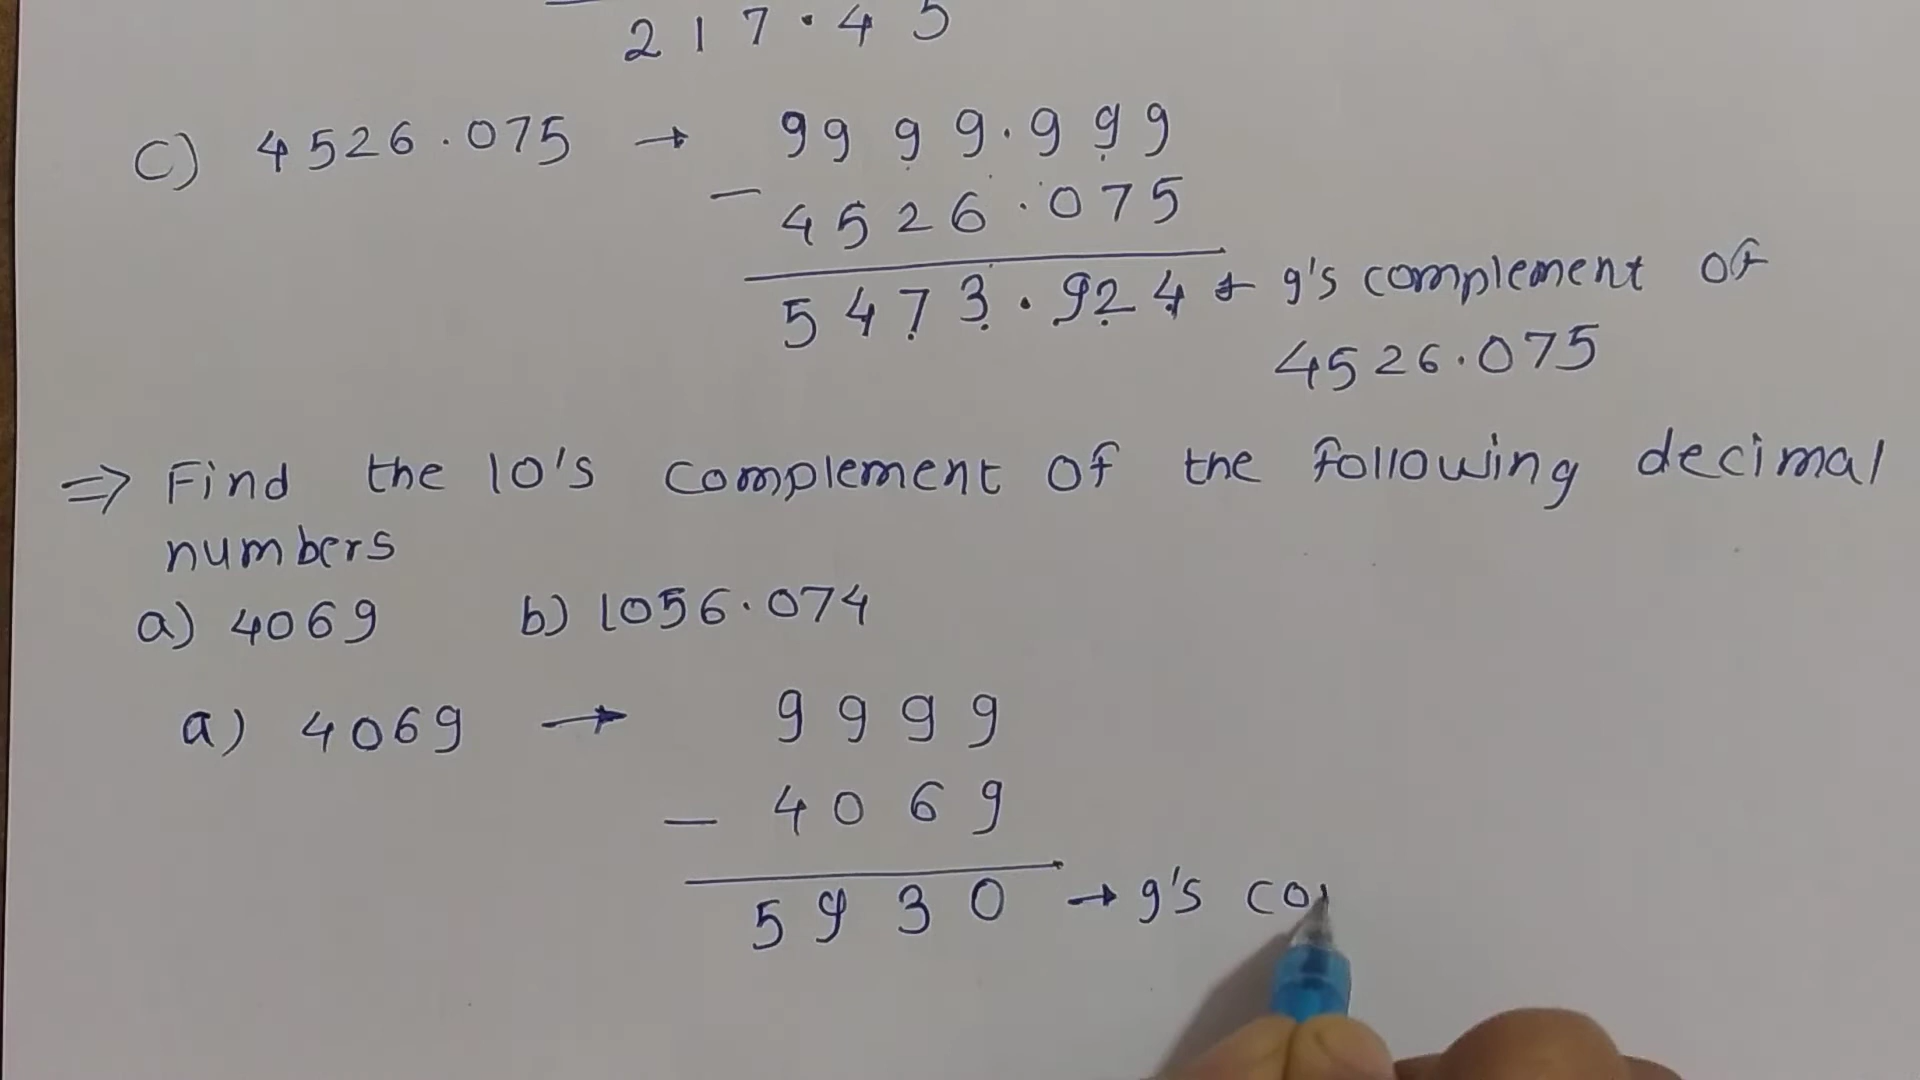 217.45
C) 4526.075 → 9999.999
- 4526.075
5473.924 ← 9's complement of
4526.075
⇒ Find the 10's complement of the following decimal
numbers
a) 4069 b) 1056.074
a) 4069 → 9999
- 4069
5930 → 9's co